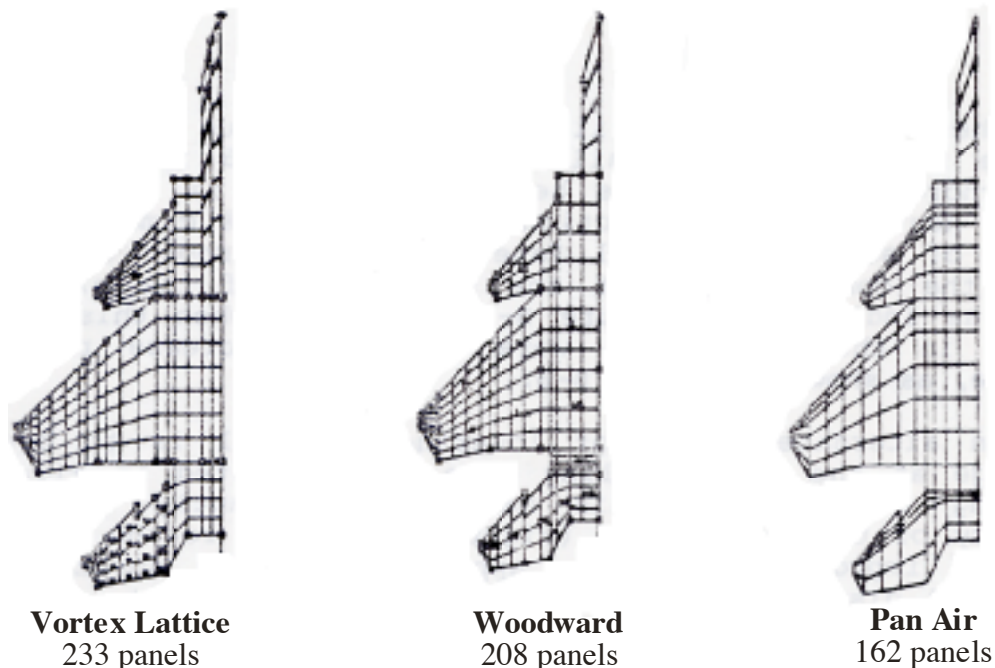 Vortex Lattice
233 panels
Woodward
208 panels
Pan Air
162 panels